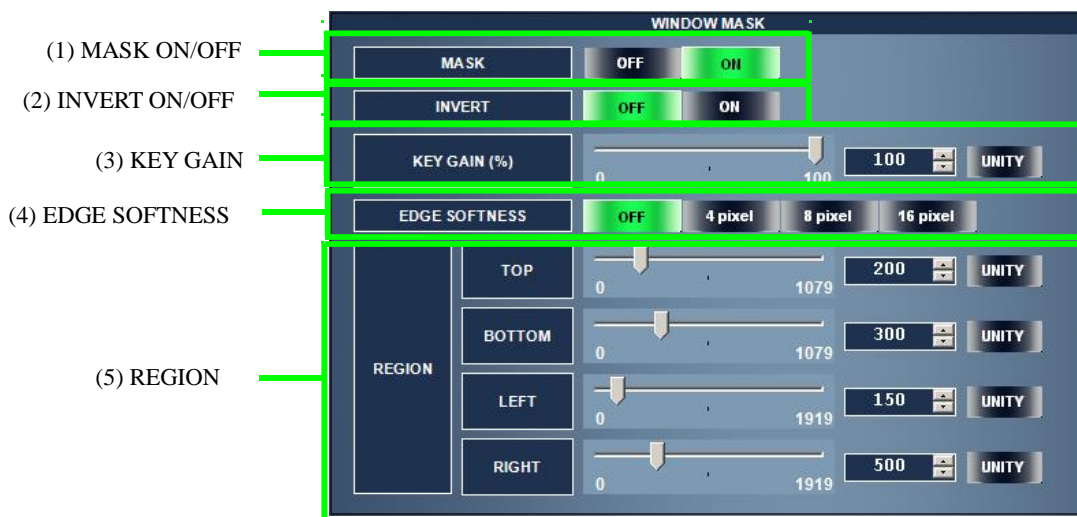 WINDOW MASK
(1) MASK ON/OFF
MASK OFF ON
(2) INVERT ON/OFF
INVERT OFF ON
(3) KEY GAIN
KEY GAIN (%) 0 100 100 UNITY
(4) EDGE SOFTNESS
EDGE SOFTNESS OFF 4 pixel 8 pixel 16 pixel
(5) REGION
REGION
TOP 0 1079 200 UNITY
BOTTOM 0 1079 300 UNITY
LEFT 0 1919 150 UNITY
RIGHT 0 1919 500 UNITY